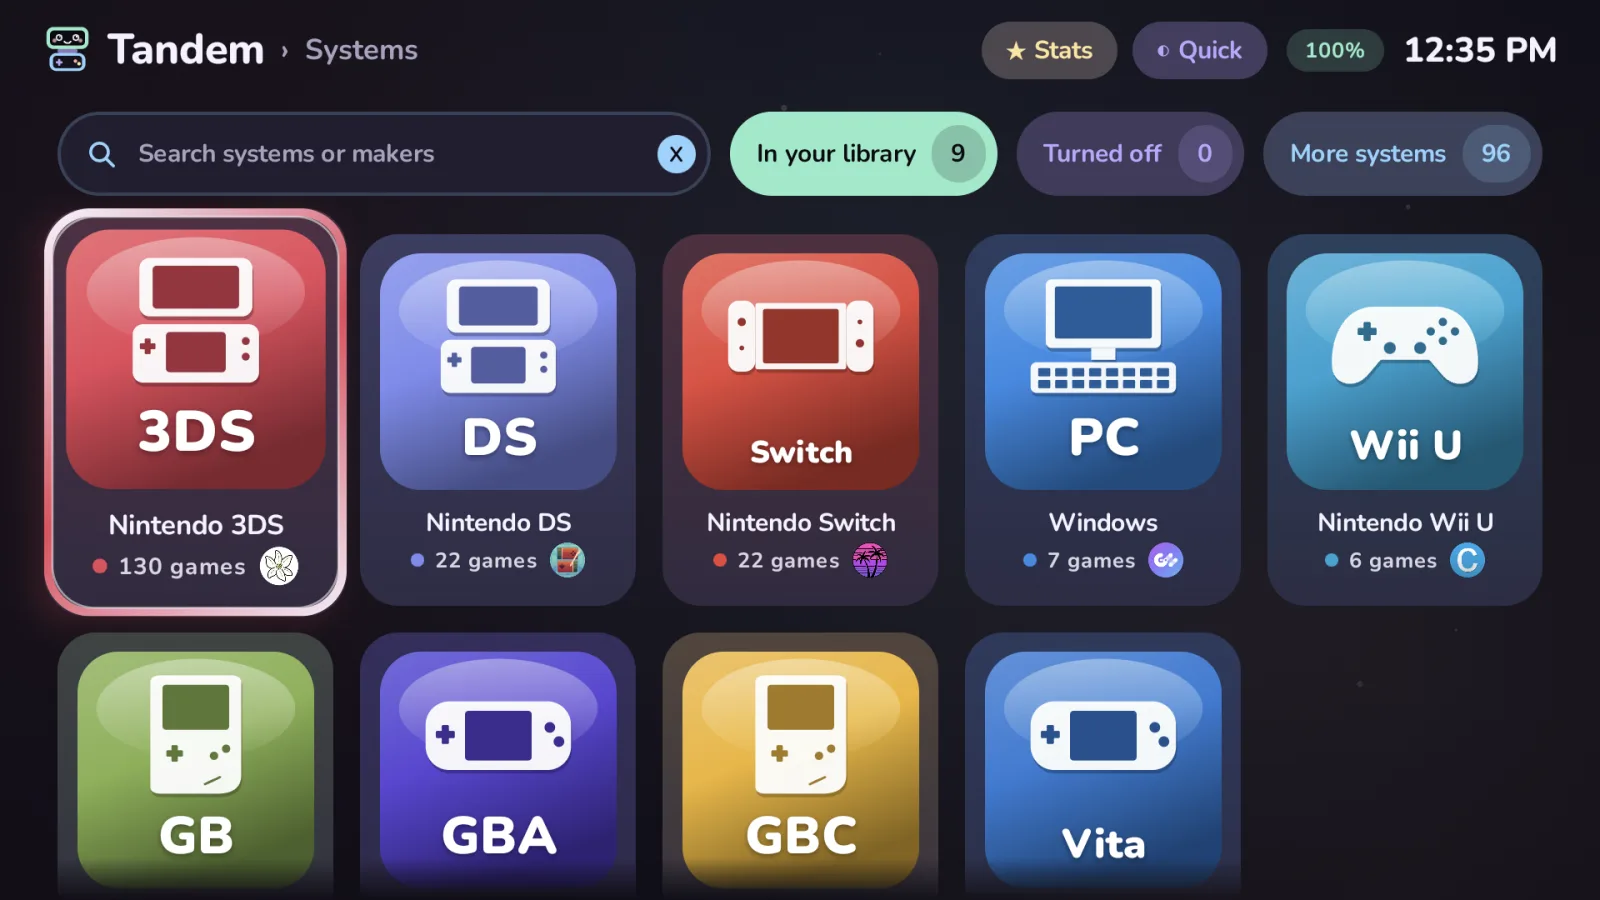 Tandem › Systems
★ Stats
Quick
100%
12:35 PM
Search systems or makers
X
In your library 9
Turned off 0
More systems 96
3DS
Nintendo 3DS
130 games
DS
Nintendo DS
22 games
Switch
Nintendo Switch
22 games
PC
Windows
7 games
Wii U
Nintendo Wii U
6 games
C
GB
GBA
GBC
Vita